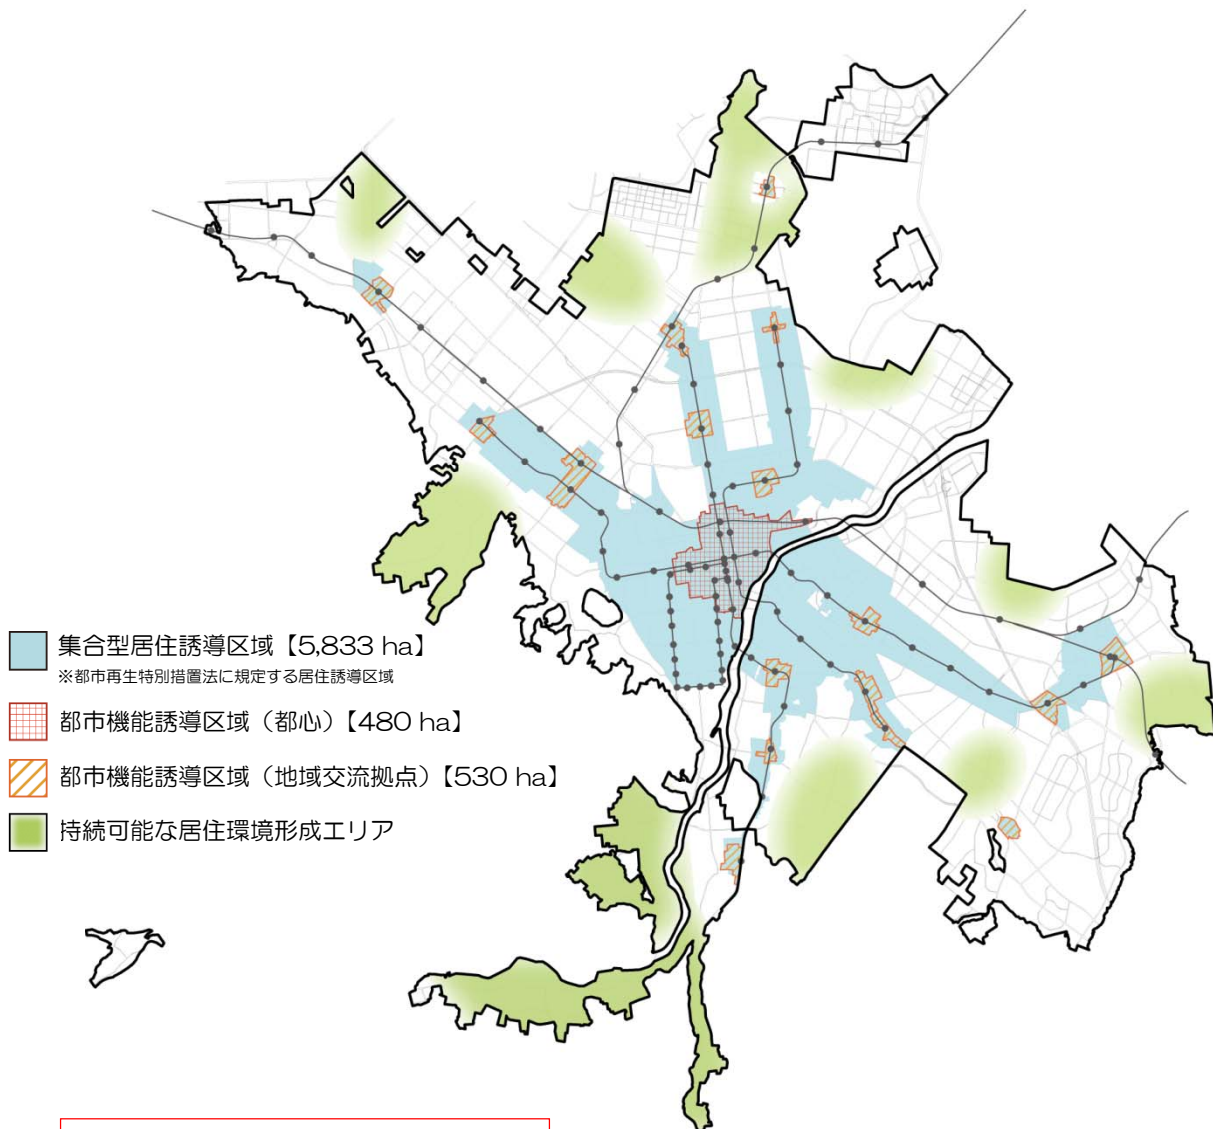 集合型居住誘導区域【5,833 ha】
※都市再生特別措置法に規定する居住誘導区域
都市機能誘導区域（都心）【480 ha】
都市機能誘導区域（地域交流拠点）【530 ha】
持続可能な居住環境形成エリア